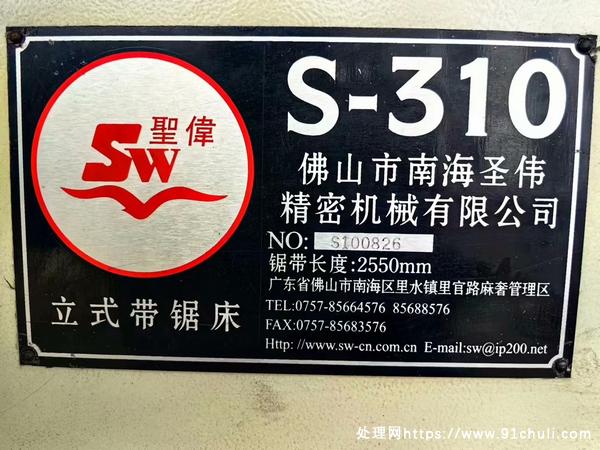 聖偉
SW
立式带锯床
S-310
佛山市南海圣伟
精密机械有限公司
NO: S100826
锯带长度:2550mm
广东省佛山市南海区里水镇里官路麻奢管理区
TEL:0757-85664576 85688576
FAX:0757-85683576
Http://www.sw-cn.com.cn E-mail:sw@ip200.net
处理网https://www.91chuli.com/